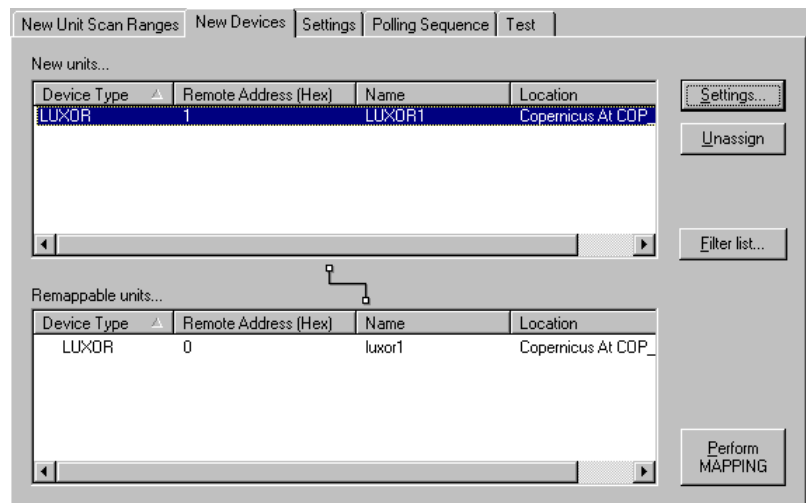 New Unit Scan Ranges New Devices Settings Polling Sequence Test
New units...
Device Type Remote Address (Hex) Name Location
LUXOR 1 LUXOR1 Copernicus At COP_
Settings...
Unassign
Filter list...
Remappable units...
Device Type Remote Address (Hex) Name Location
LUXOR 0 luxor1 Copernicus At COP_
Perform
MAPPING